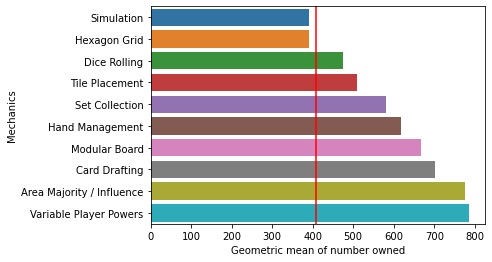 Mechanics
Simulation
Hexagon Grid
Dice Rolling
Tile Placement
Set Collection
Hand Management
Modular Board
Card Drafting
Area Majority / Influence
Variable Player Powers
0 100 200 300 400 500 600 700 800
Geometric mean of number owned